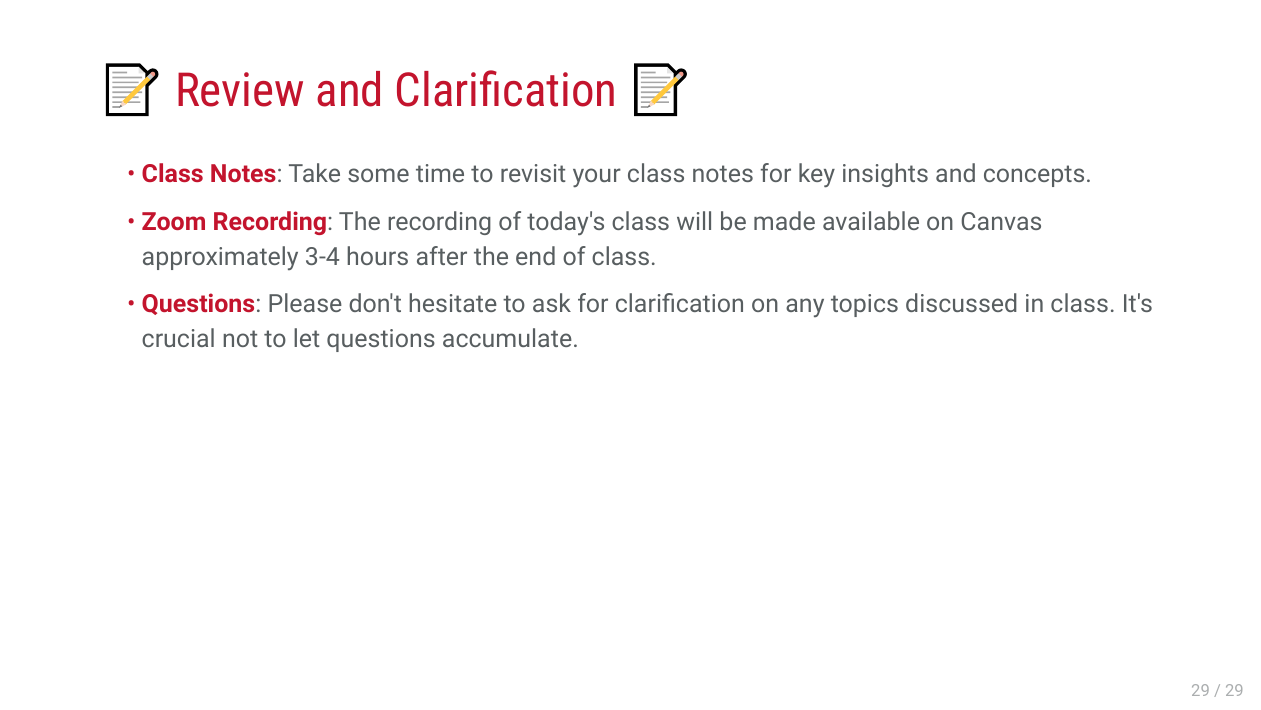 Review and Clarification
• Class Notes: Take some time to revisit your class notes for key insights and concepts.
• Zoom Recording: The recording of today's class will be made available on Canvas
approximately 3-4 hours after the end of class.
• Questions: Please don't hesitate to ask for clarification on any topics discussed in class. It's
crucial not to let questions accumulate.
29 / 29